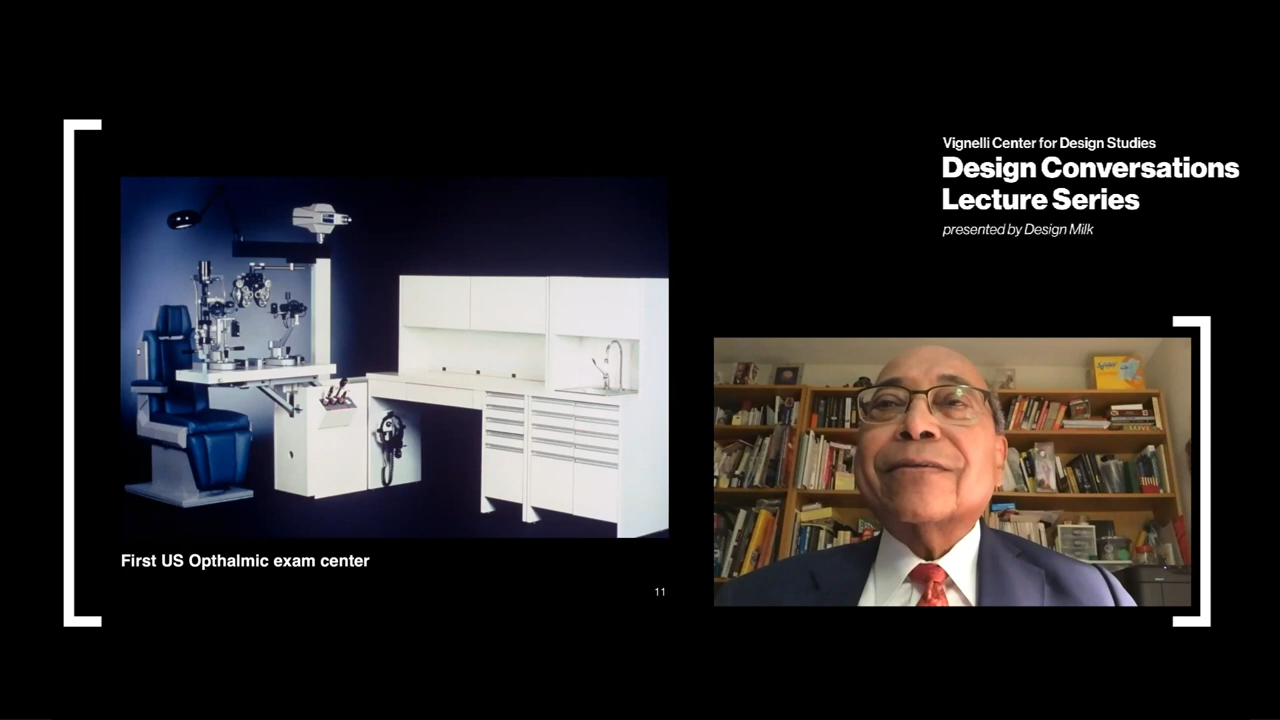 Vignelli Center for Design Studies
Design Conversations
Lecture Series
presented by Design Milk
First US Opthalmic exam center
11